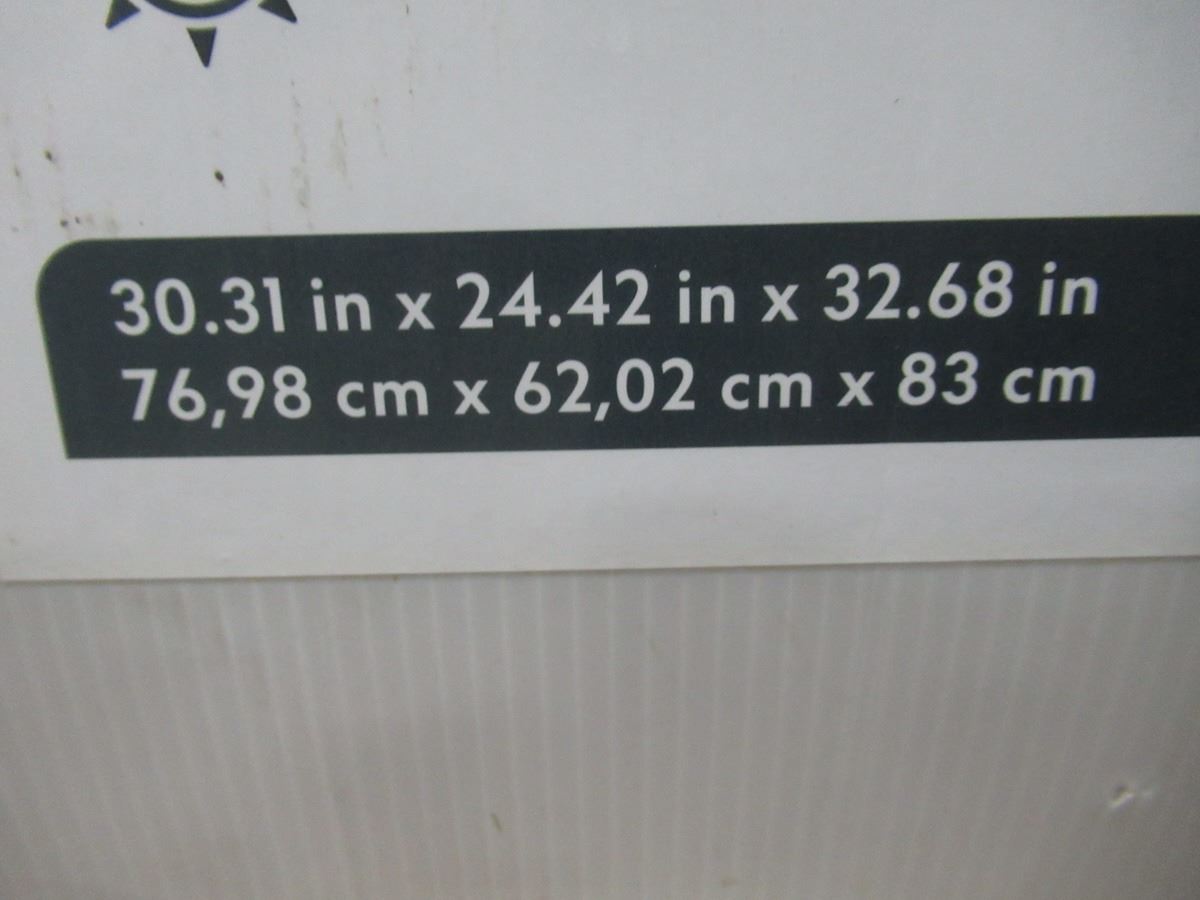 30.31 in x 24.42 in x 32.68 in
76,98 cm x 62,02 cm x 83 cm